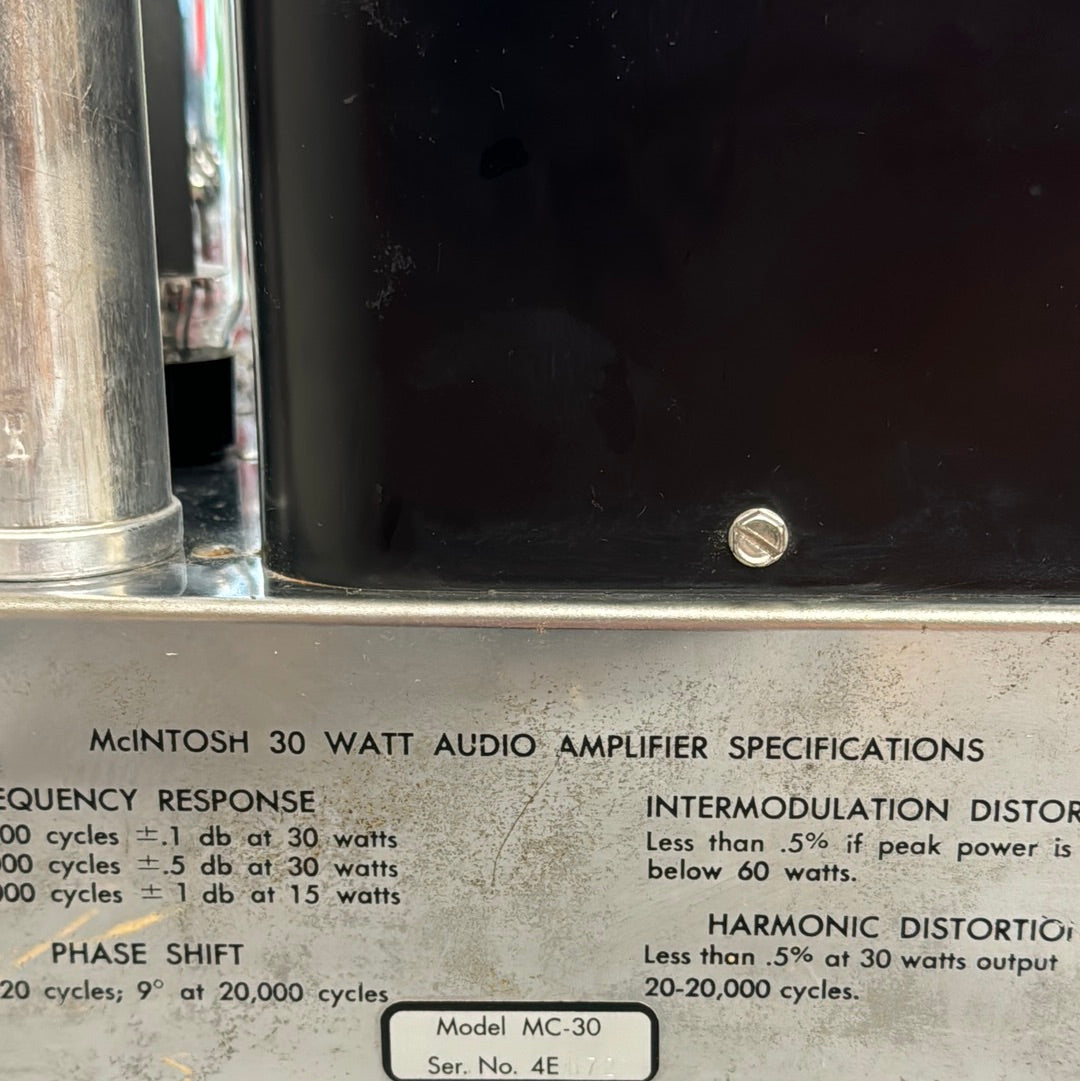 McINTOSH 30 WATT AUDIO AMPLIFIER SPECIFICATIONS
EQUENCY RESPONSE
00 cycles ±.1 db at 30 watts
000 cycles ±.5 db at 30 watts
000 cycles ± 1 db at 15 watts
PHASE SHIFT
20 cycles; 9° at 20,000 cycles
INTERMODULATION DISTOR
Less than .5% if peak power is
below 60 watts.
HARMONIC DISTORTIO
Less than .5% at 30 watts output
20-20,000 cycles.
Model MC-30
Ser. No. 4E